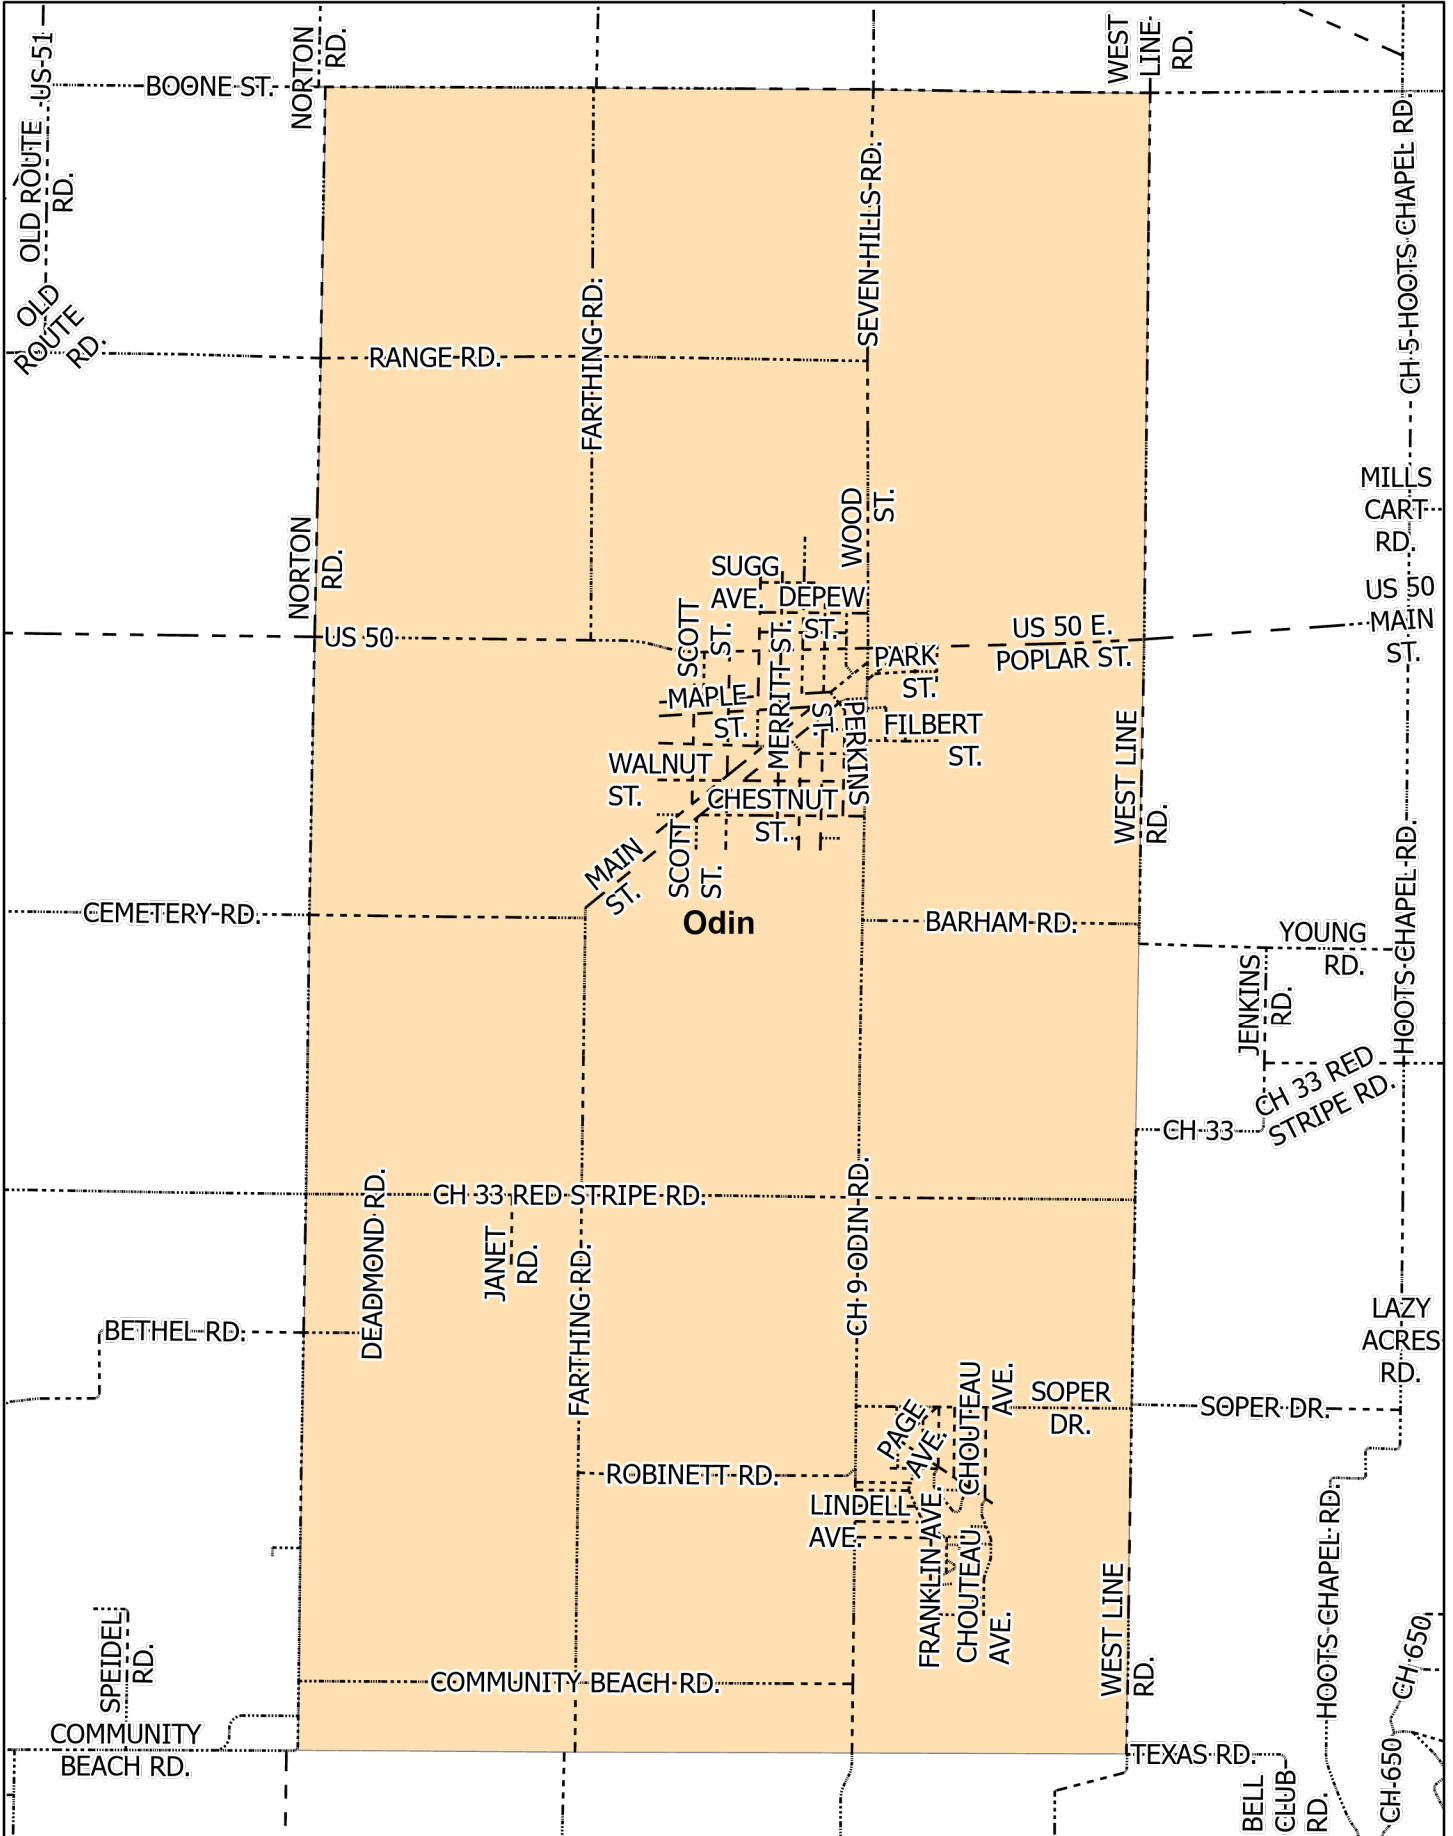 US-51
NORTON
RD.
WEST
LINE
RD.
BOONE ST.
OLD ROUTE
RD.
SEVEN HILLS RD.
CH 5 HOOTS CHAPEL RD.
OLD
ROUTE
RD.
FARTHING RD.
RANGE RD.
MILLS
CART
RD.
WOOD
ST.
NORTON
RD.
SUGG
AVE.
DEPEW
ST.
US 50
MAIN
ST.
US 50
SCOTT
ST.
MERRITT ST.
US 50 E.
POPLAR ST.
PARK
ST.
MAPLE
ST.
ST.
PERKINS
FILBERT
ST.
WALNUT
ST.
CHESTNUT
ST.
WEST LINE
RD.
MAIN
ST.
SCOTT
ST.
HOOTS CHAPEL RD.
CEMETERY RD.
Odin
BARHAM RD.
YOUNG
RD.
JENKINS
RD.
CH 33 RED
STRIPE RD.
CH 33
DEADMOND RD.
CH 33 RED STRIPE RD.
JANET
RD.
FARTHING RD.
CH 9 ODIN RD.
BETHEL RD.
LAZY
ACRES
RD.
PAGE
AVE.
CHOUTEAU
AVE.
SOPER
DR.
SOPER DR.
ROBINETT RD.
LINDELL
AVE.
FRANKLIN AVE.
CHOUTEAU
AVE.
WEST LINE
RD.
HOOTS CHAPEL RD.
SPEIDEL
RD.
CH 650
COMMUNITY BEACH RD.
COMMUNITY
BEACH RD.
TEXAS RD.
BELL
CLUB
RD.
CH 650